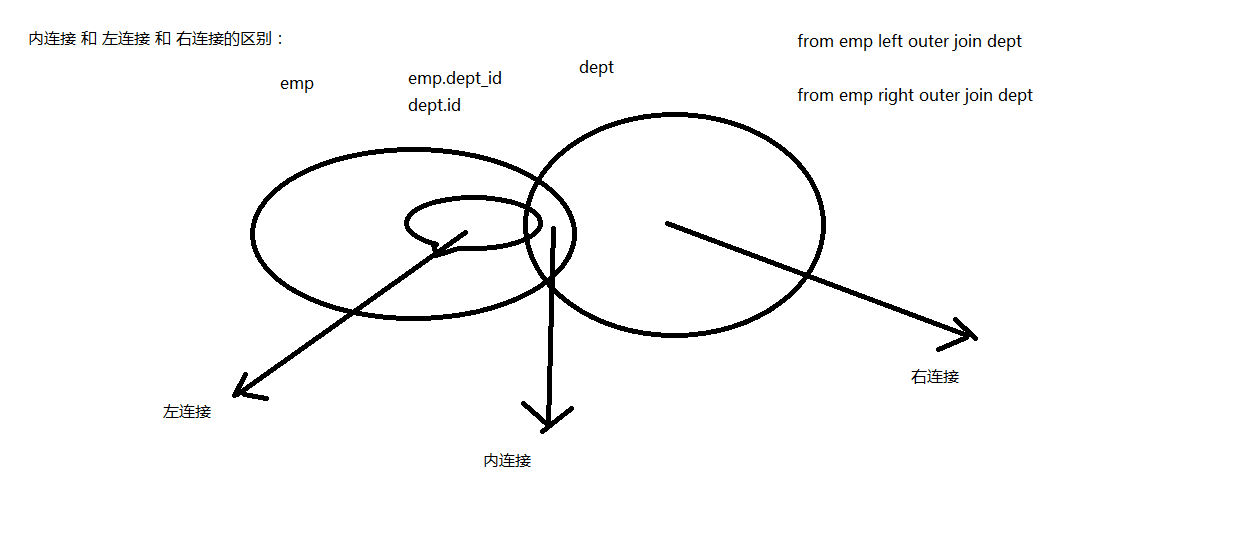 内连接 和 左连接 和 右连接的区别：
from emp left outer join dept
from emp right outer join dept
emp
emp.dept_id
dept.id
dept
左连接
内连接
右连接